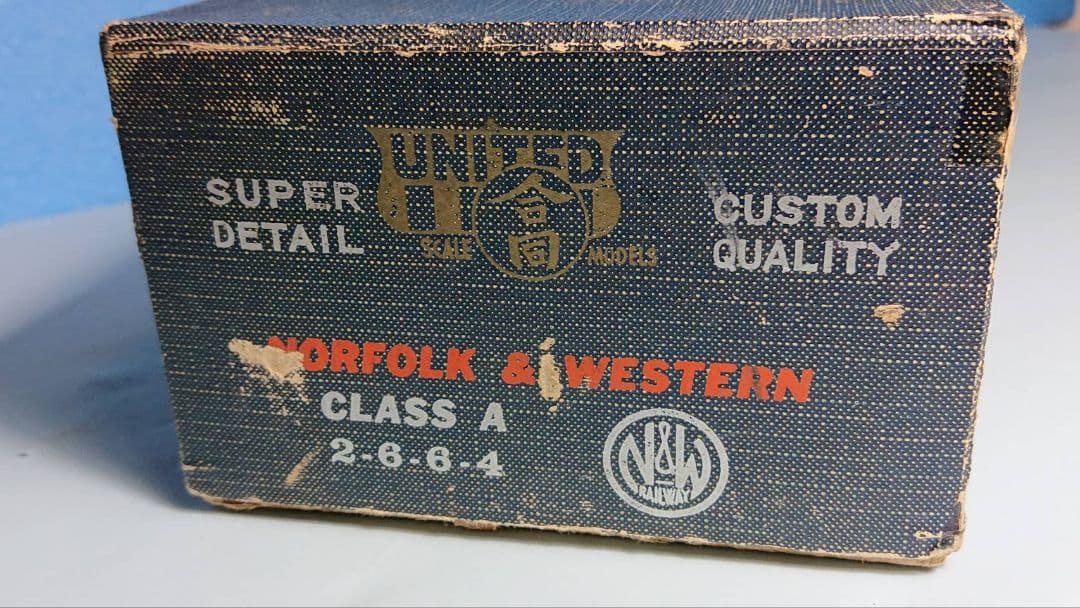 UNITED
合同
SCALE MODELS
SUPER
DETAIL
CUSTOM
QUALITY
NORFOLK & WESTERN
CLASS A
2-6-6-4
N&W
RAILWAY